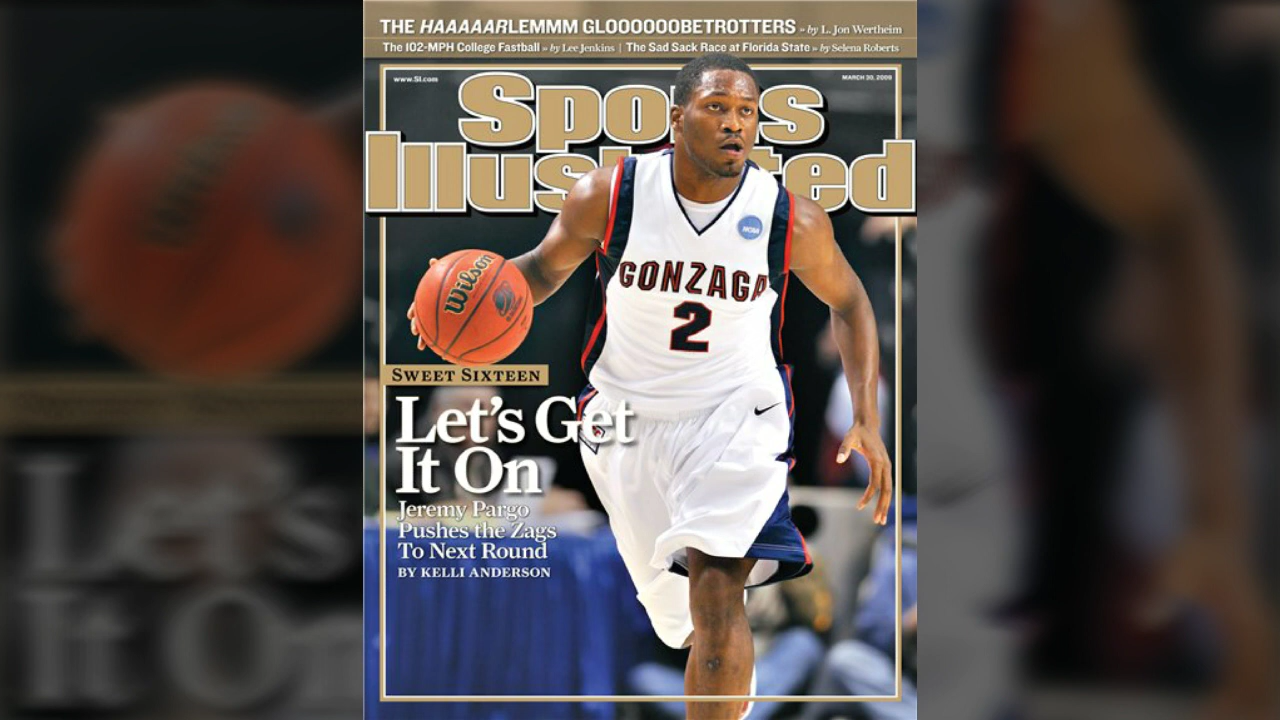 THE HAAAAARLEMMM GLOOOOOOBETROTTERS » by L. Jon Wertheim
The 102-MPH College Fastball » by Lee Jenkins | The Sad Sack Race at Florida State » by Selena Roberts
www.SI.com
MARCH 30, 2009
Sports
Illustrated
NCAA
Wilson
GONZAGA
2
SWEET SIXTEEN
Let's Get
It On
Jeremy Pargo
Pushes the Zags
To Next Round
BY KELLI ANDERSON